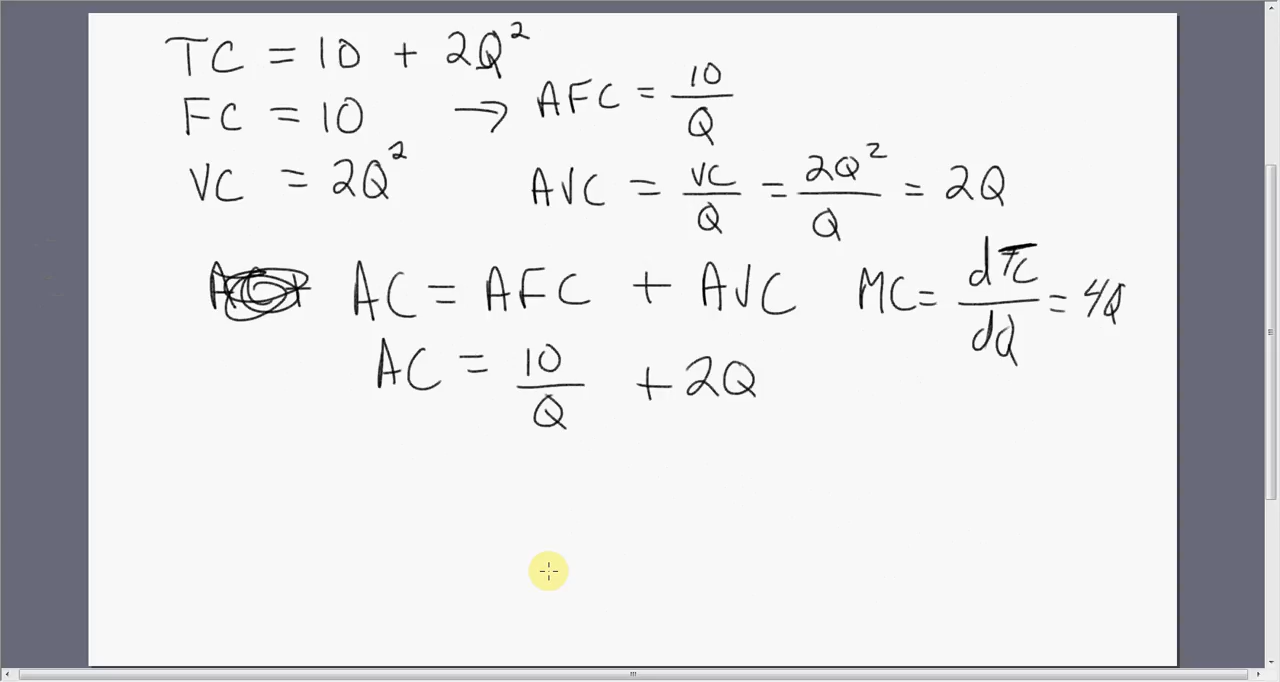 TC = 10 + 2Q²
FC = 10 → AFC = 10/Q
VC = 2Q² AVC = VC/Q = 2Q²/Q = 2Q
AC = AFC + AVC MC = dTC/dQ = 4Q
AC = 10/Q + 2Q